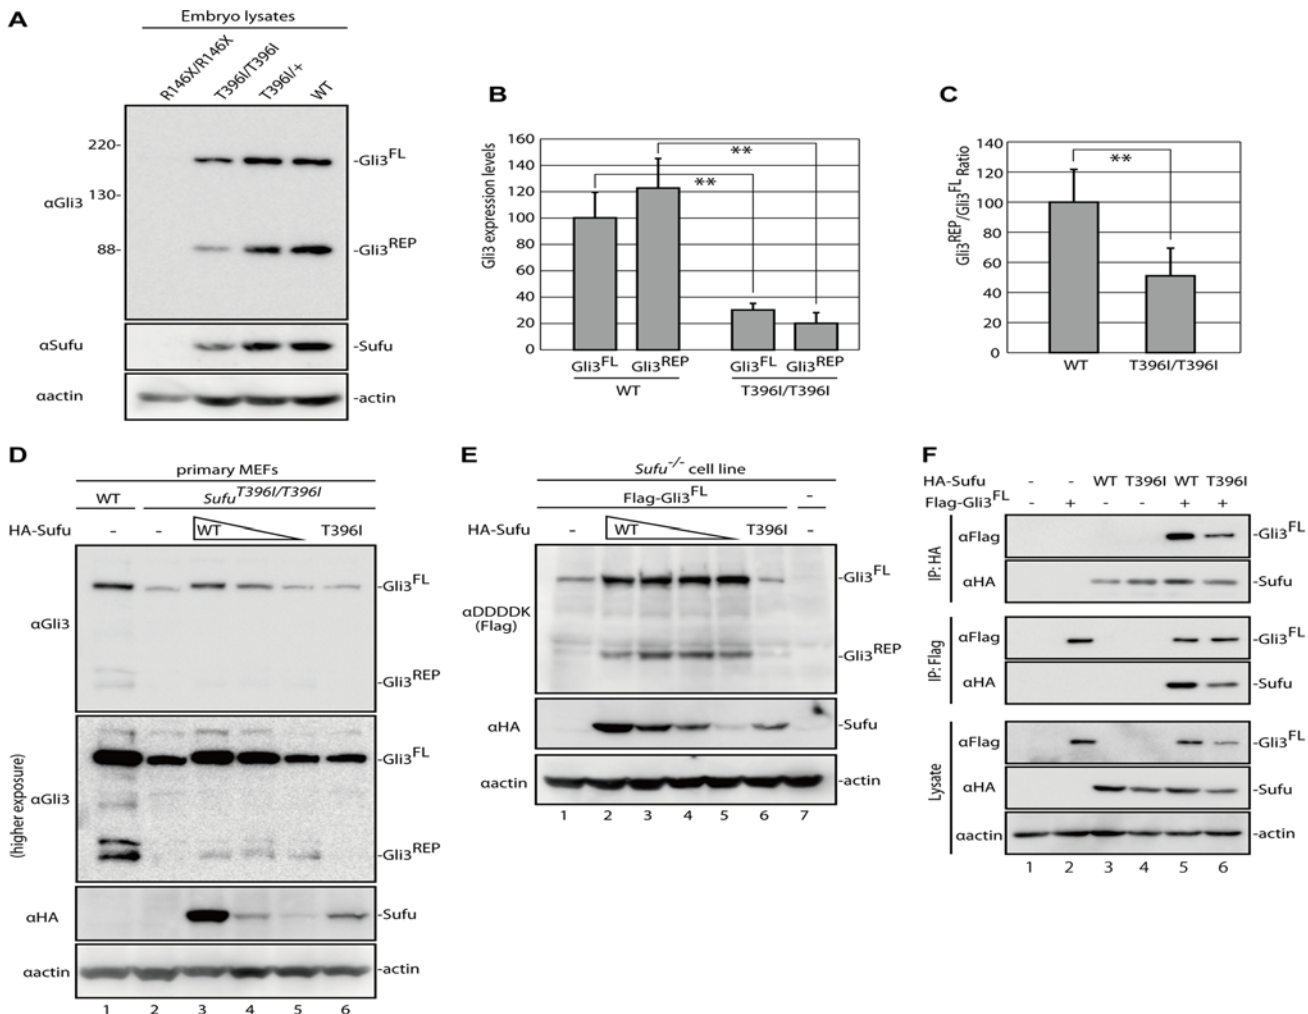 A
Embryo lysates
R146X/R146X
T396I/T396I
T396I/+
WT
220-
130-
88-
αGli3
-Gli3FL
-Gli3REP
αSufu
-Sufu
αactin
-actin
B
Gli3 expression levels
160
140
120
100
80
60
40
20
0
**
**
Gli3FL Gli3REP Gli3FL Gli3REP
WT T396I/T396I
C
Gli3REP/Gli3FL Ratio
140
120
100
80
60
40
20
0
**
WT T396I/T396I
D
primary MEFs
WT SufuT396I/T396I
HA-Sufu - - WT T396I
αGli3
-Gli3FL
-Gli3REP
αGli3
(higher exposure)
-Gli3FL
-Gli3REP
αHA
-Sufu
αactin
-actin
1 2 3 4 5 6
E
Sufu-/- cell line
Flag-Gli3FL -
HA-Sufu - WT T396I -
αDDDDK
(Flag)
-Gli3FL
-Gli3REP
αHA
-Sufu
αactin
-actin
1 2 3 4 5 6 7
F
HA-Sufu - - WT T396I WT T396I
Flag-Gli3FL - + - - + +
IP: HA
αFlag
-Gli3FL
αHA
-Sufu
IP: Flag
αFlag
-Gli3FL
αHA
-Sufu
Lysate
αFlag
-Gli3FL
αHA
-Sufu
αactin
-actin
1 2 3 4 5 6